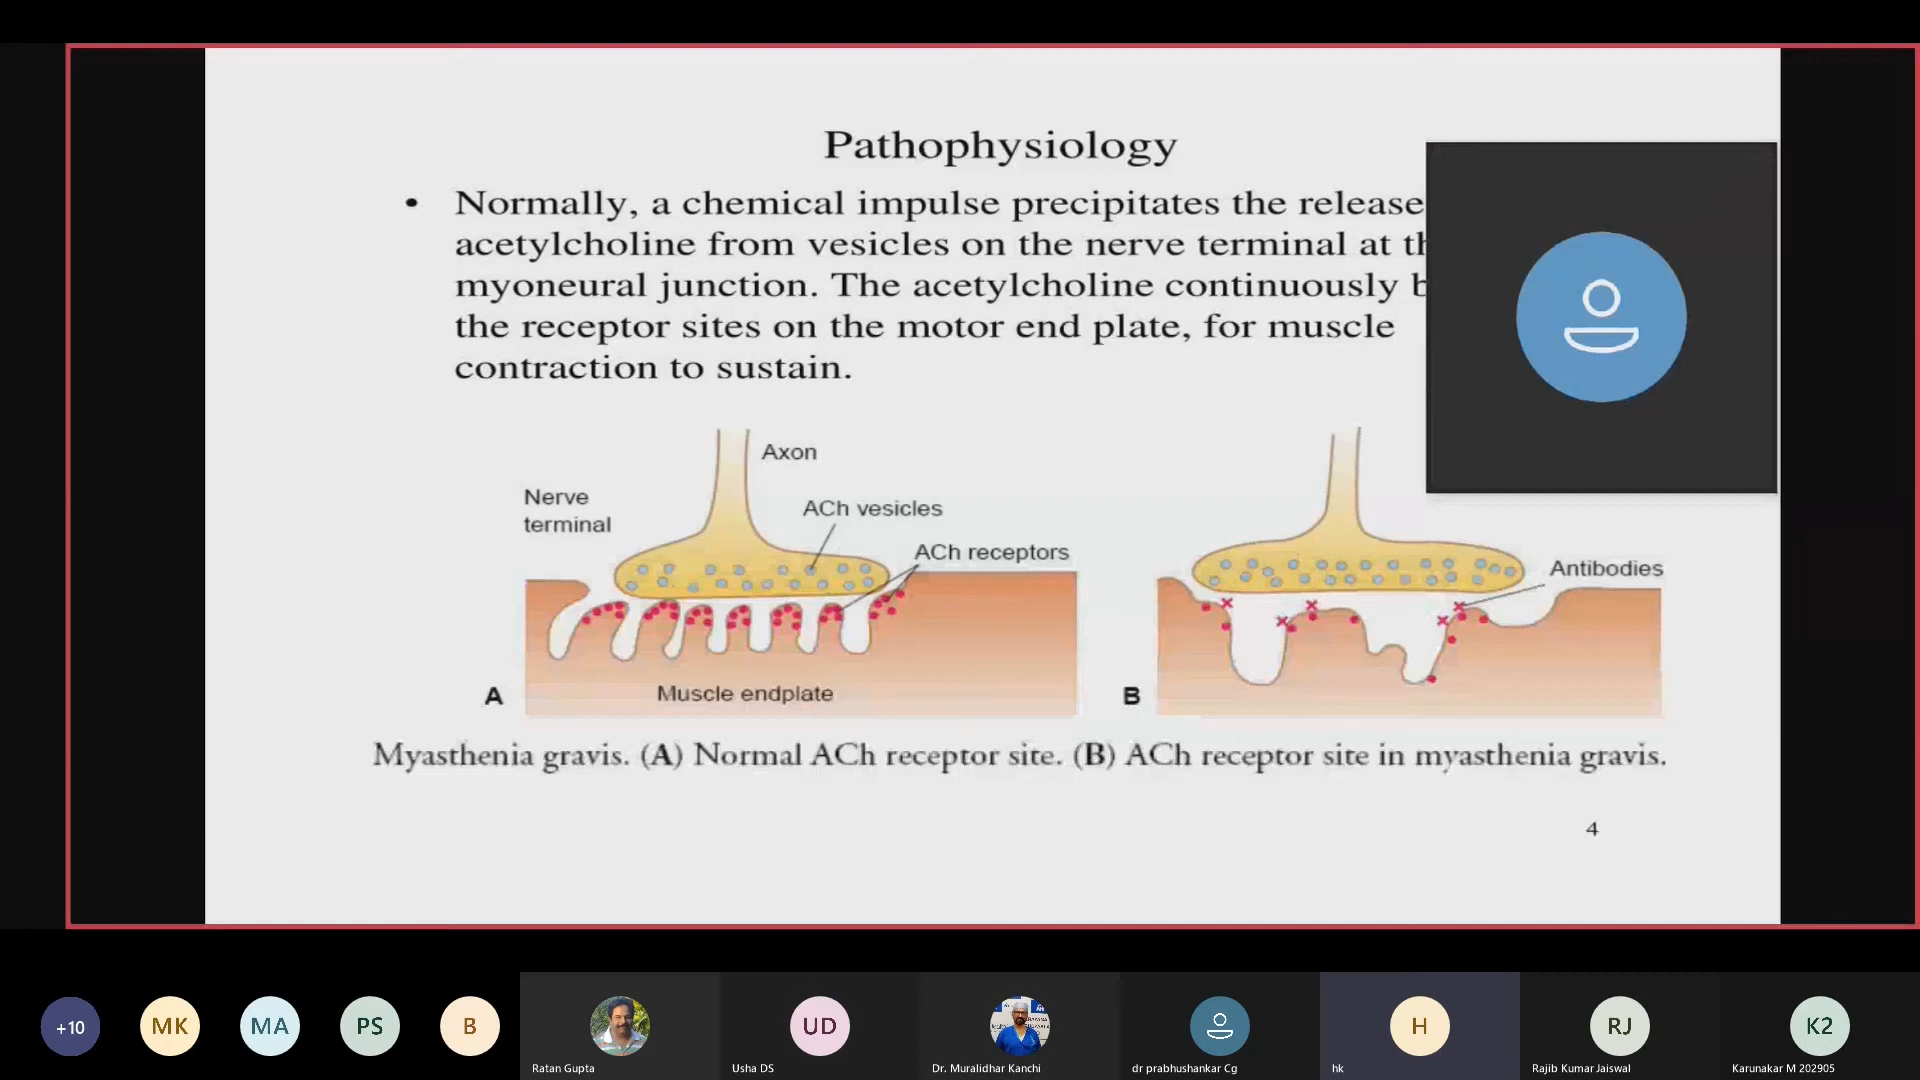 Pathophysiology
• Normally, a chemical impulse precipitates the release
acetylcholine from vesicles on the nerve terminal at
myoneural junction. The acetylcholine continuously
the receptor sites on the motor end plate, for muscle
contraction to sustain.
Axon
Nerve
terminal
ACh vesicles
ACh receptors
Antibodies
A
Muscle endplate
B
Myasthenia gravis. (A) Normal ACh receptor site. (B) ACh receptor site in myasthenia gravis.
4
+10
MK
MA
PS
B
UD
H
RJ
K2
Ratan Gupta
Usha DS
Dr. Muralidhar Kanchi
dr prabhushankar Cg
hk
Rajib Kumar Jaiswal
Karunakar M 202905